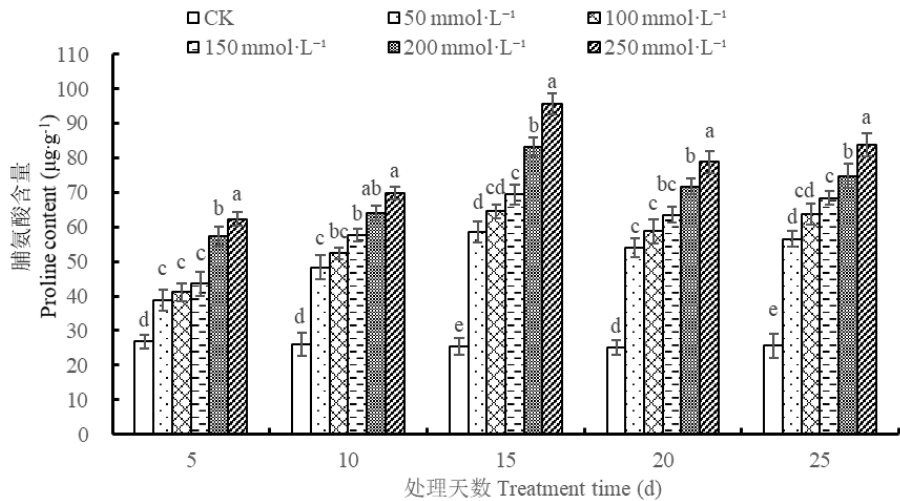 CK 50 mmol·L⁻¹ 100 mmol·L⁻¹
150 mmol·L⁻¹ 200 mmol·L⁻¹ 250 mmol·L⁻¹
脯氨酸含量
Proline content (μg·g⁻¹)
110
100
90
80
70
60
50
40
30
20
10
0
d c c c b a
d c bc b ab a
e d cd c b a
d c c bc b a
e d cd c b a
5 10 15 20 25
处理天数 Treatment time (d)